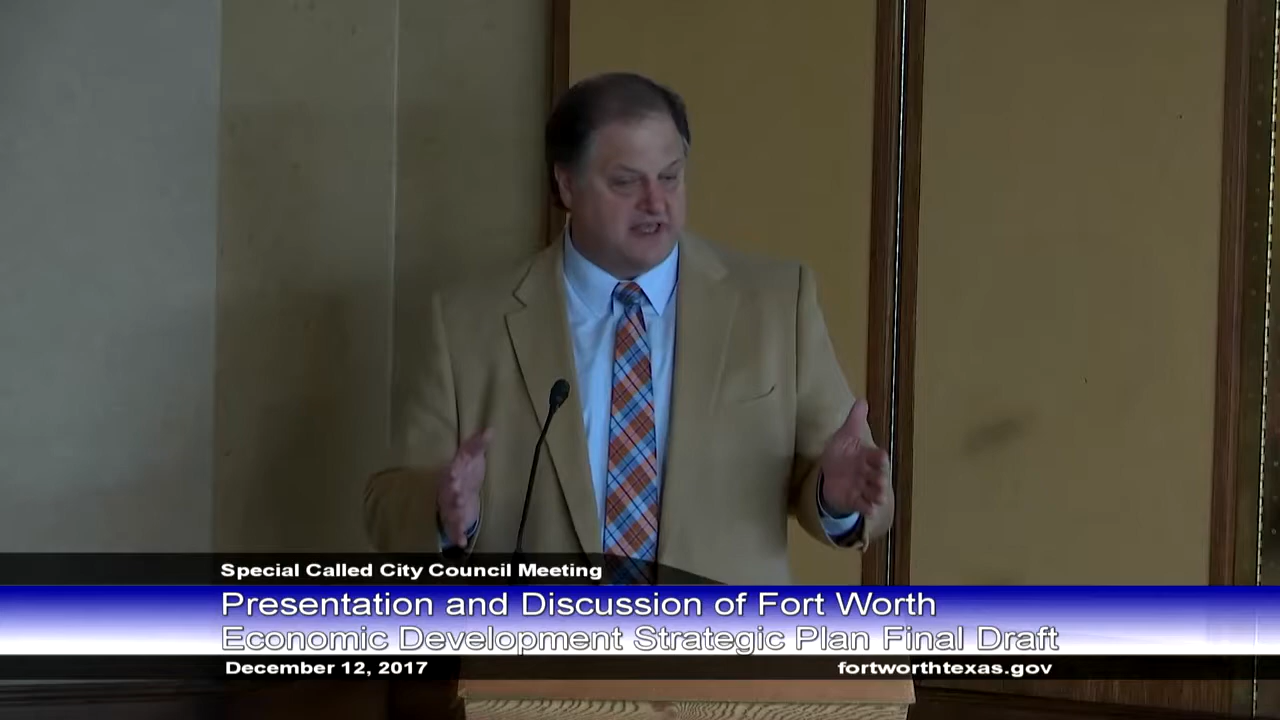 Special Called City Council Meeting
Presentation and Discussion of Fort Worth
Economic Development Strategic Plan Final Draft
December 12, 2017 fortworthtexas.gov